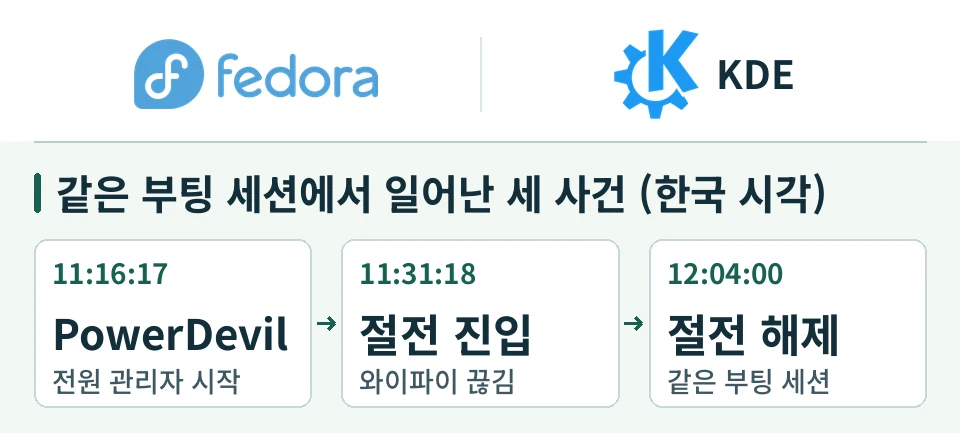 fedora
KDE
같은 부팅 세션에서 일어난 세 사건 (한국 시각)
11:16:17
PowerDevil
전원 관리자 시작
→
11:31:18
절전 진입
와이파이 끊김
→
12:04:00
절전 해제
같은 부팅 세션